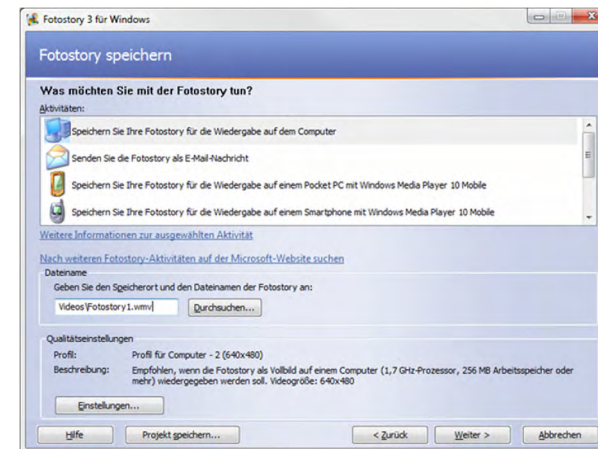 Fotostory 3 für Windows
Fotostory speichern
Was möchten Sie mit der Fotostory tun?
Aktivitäten:
Speichern Sie Ihre Fotostory für die Wiedergabe auf dem Computer
Senden Sie die Fotostory als E-Mail-Nachricht
Speichern Sie Ihre Fotostory für die Wiedergabe auf einem Pocket PC mit Windows Media Player 10 Mobile
Speichern Sie Ihre Fotostory für die Wiedergabe auf einem Smartphone mit Windows Media Player 10 Mobile
Weitere Informationen zur ausgewählten Aktivität
Nach weiteren Fotostory-Aktivitäten auf der Microsoft-Website suchen
Dateiname
Geben Sie den Speicherort und den Dateinamen der Fotostory an:
Videos\Fotostory1.wmv
Durchsuchen...
Qualitätseinstellungen
Profil: Profil für Computer - 2 (640x480)
Beschreibung: Empfohlen, wenn die Fotostory als Vollbild auf einem Computer (1,7 GHz-Prozessor, 256 MB Arbeitsspeicher oder
mehr) wiedergegeben werden soll. Videogröße: 640x480
Einstellungen...
Hilfe Projekt speichern... < Zurück Weiter > Abbrechen